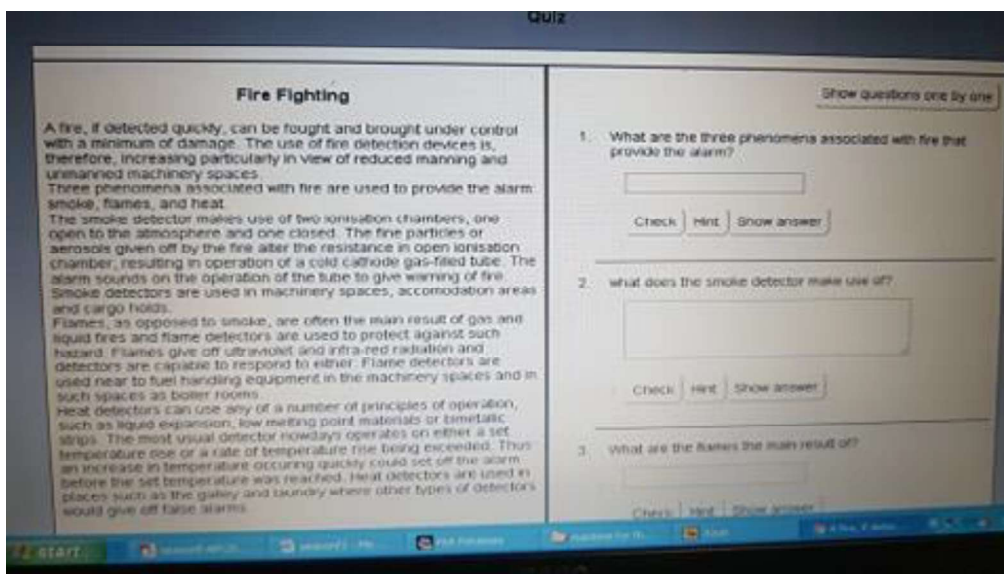 Quiz
Fire Fighting
A fire, if detected quickly, can be fought and brought under control
with a minimum of damage. The use of fire detection devices is,
therefore, increasing particularly in view of reduced manning and
unmanned machinery spaces.
Three phenomena associated with fire are used to provide the alarm:
smoke, flames, and heat.
The smoke detector makes use of two ionisation chambers, one
open to the atmosphere and one closed. The fine particles or
aerosols given off by the fire alter the resistance in open ionisation
chamber, resulting in operation of a cold cathode gas-filled tube. The
alarm sounds on the operation of the tube to give warning of fire.
Smoke detectors are used in machinery spaces, accomodation areas
and cargo holds.
Flames, as opposed to smoke, are often the main result of gas and
liquid fires and flame detectors are used to protect against such
hazard. Flames give off ultraviolet and infra-red radiation and
detectors are capable to respond to either. Flame detectors are
used near to fuel handling equipment in the machinery spaces and in
such spaces as boiler rooms.
Heat detectors can use any of a number of principles of operation,
such as liquid expansion, low melting point materials or bimetallic
strips. The most usual detector nowdays operates on either a set
temperature rise or a rate of temperature rise being exceeded. Thus
an increase in temperature occuring quickly could set off the alarm
before the set temperature was reached. Heat detectors are used in
places such as the galley and laundry where other types of detectors
would give off false alarms.
Show questions one by one
1. What are the three phenomena associated with fire that
provide the alarm?
Check Hint Show answer
2. what does the smoke detector make use of?
Check Hint Show answer
3. What are the flames the main result of?
Check Hint Show answer
start